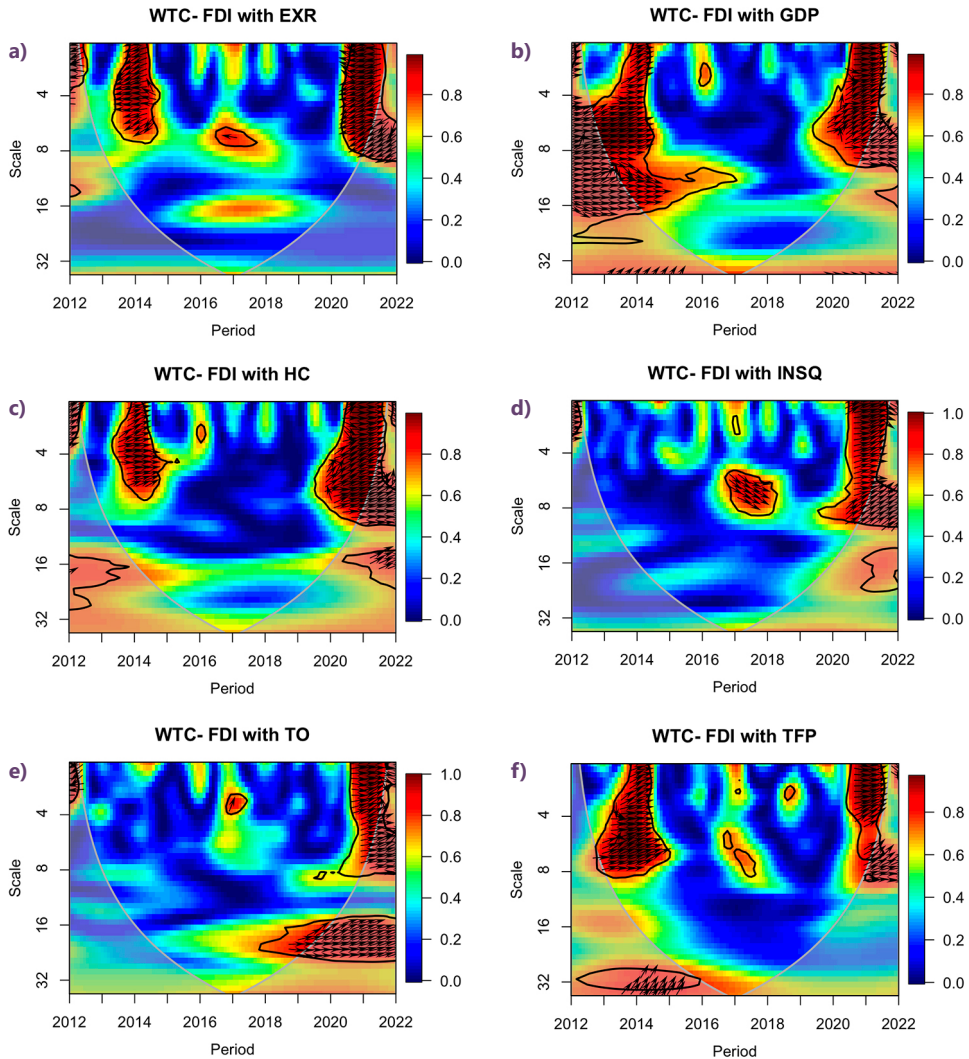 WTC- FDI with EXR
a)
Scale
4
8
16
32
2012 2014 2016 2018 2020 2022
Period
0.8
0.6
0.4
0.2
0.0
WTC- FDI with GDP
b)
Scale
4
8
16
32
2012 2014 2016 2018 2020 2022
Period
0.8
0.6
0.4
0.2
0.0
WTC- FDI with HC
c)
Scale
4
8
16
32
2012 2014 2016 2018 2020 2022
Period
0.8
0.6
0.4
0.2
0.0
WTC- FDI with INSQ
d)
Scale
4
8
16
32
2012 2014 2016 2018 2020 2022
Period
1.0
0.8
0.6
0.4
0.2
0.0
WTC- FDI with TO
e)
Scale
4
8
16
32
2012 2014 2016 2018 2020 2022
Period
1.0
0.8
0.6
0.4
0.2
0.0
WTC- FDI with TFP
f)
Scale
4
8
16
32
2012 2014 2016 2018 2020 2022
Period
0.8
0.6
0.4
0.2
0.0